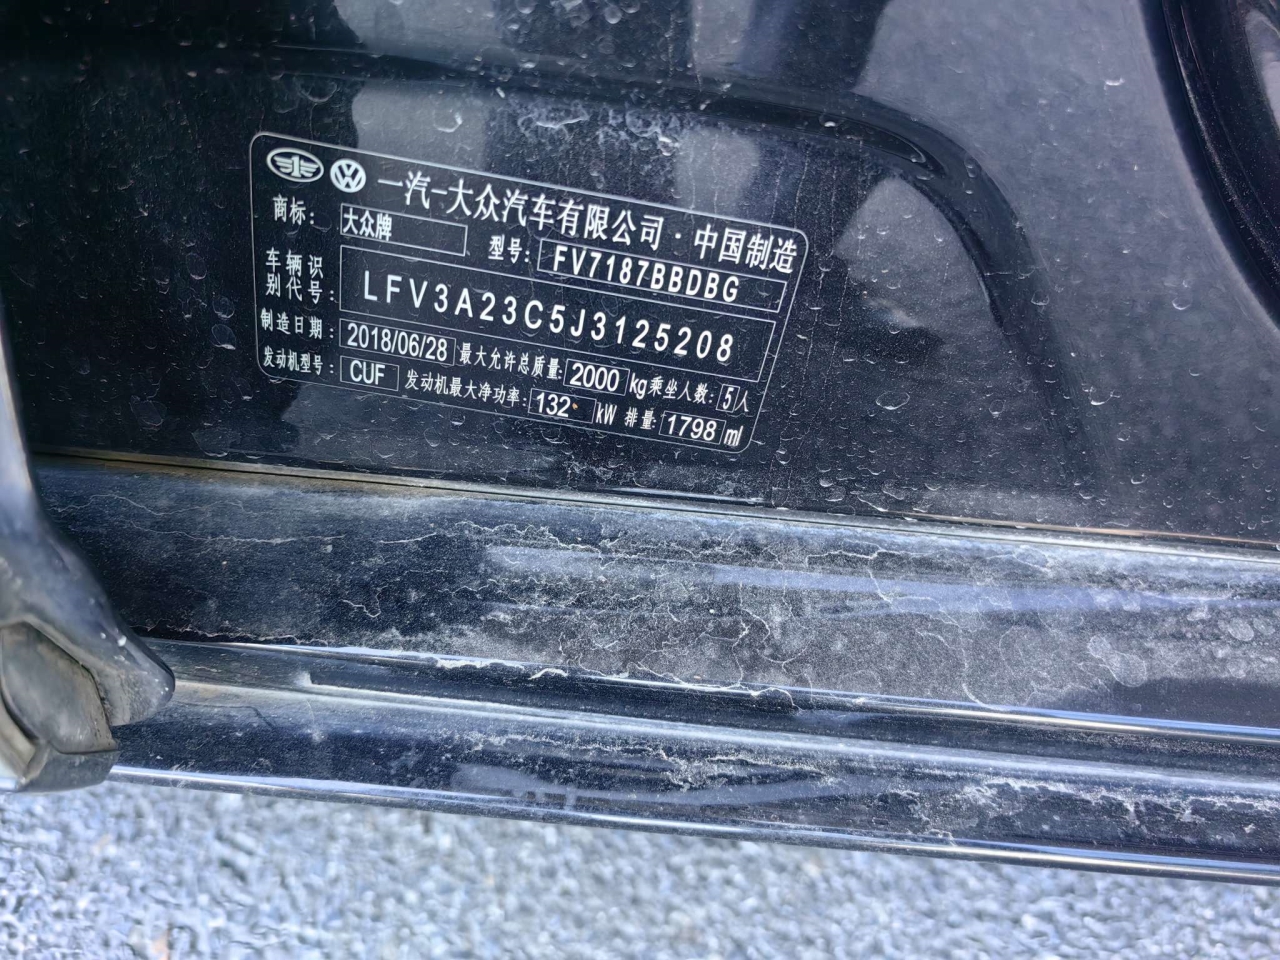 一汽-大众汽车有限公司·中国制造
商标: 大众牌 型号: FV7187BBDBG
车辆识别代号: LFV3A23C5J3125208
制造日期: 2018/06/28 最大允许总质量: 2000 kg 乘坐人数: 5人
发动机型号: CUF 发动机最大净功率: 132 kW 排量: 1798 ml